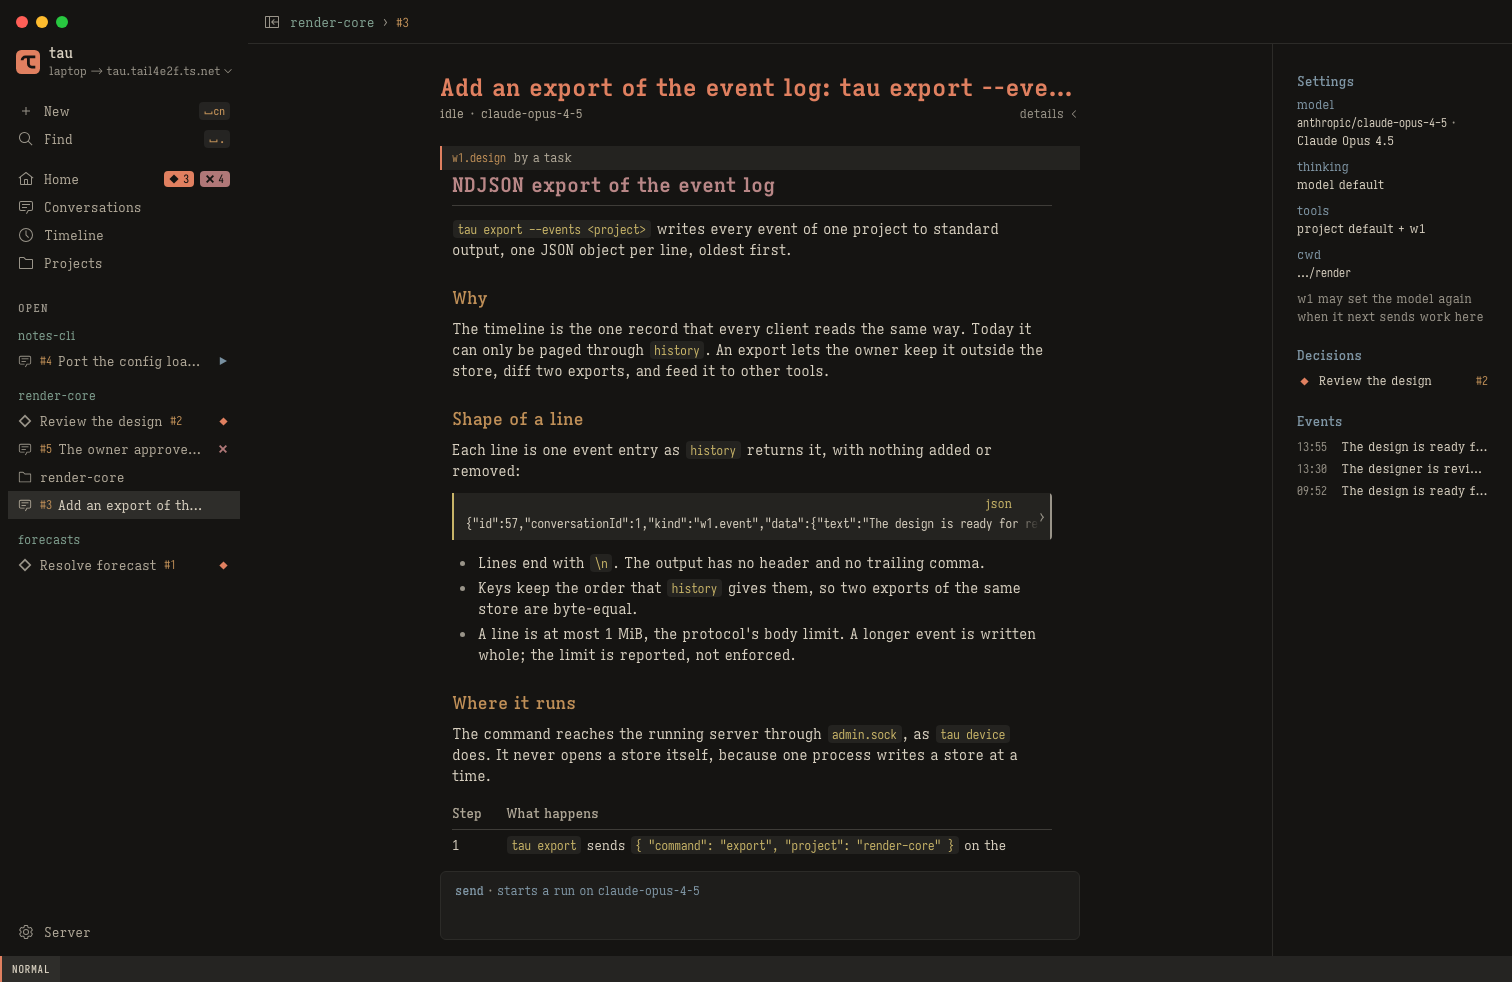 tau
laptop → tau.tail4e2f.ts.net
New ⎵cn
Find ⎵.
Home ◆ 3 ✕ 4
Conversations
Timeline
Projects
OPEN
notes-cli
#4 Port the config loa...
render-core
Review the design #2
#5 The owner approve...
render-core
#3 Add an export of th...
forecasts
Resolve forecast #1
Server
NORMAL
render-core › #3
Add an export of the event log: tau export --eve...
idle · claude-opus-4-5
details ‹
w1.design by a task
NDJSON export of the event log
tau export --events <project> writes every event of one project to standard
output, one JSON object per line, oldest first.
Why
The timeline is the one record that every client reads the same way. Today it
can only be paged through history. An export lets the owner keep it outside the
store, diff two exports, and feed it to other tools.
Shape of a line
Each line is one event entry as history returns it, with nothing added or
removed:
json
{"id":57,"conversationId":1,"kind":"w1.event","data":{"text":"The design is ready for re
• Lines end with \n. The output has no header and no trailing comma.
• Keys keep the order that history gives them, so two exports of the same
store are byte-equal.
• A line is at most 1 MiB, the protocol's body limit. A longer event is written
whole; the limit is reported, not enforced.
Where it runs
The command reaches the running server through admin.sock, as tau device
does. It never opens a store itself, because one process writes a store at a
time.
Step What happens
1 tau export sends { "command": "export", "project": "render-core" } on the
send · starts a run on claude-opus-4-5
Settings
model
anthropic/claude-opus-4-5 ·
Claude Opus 4.5
thinking
model default
tools
project default + w1
cwd
.../render
w1 may set the model again
when it next sends work here
Decisions
Review the design #2
Events
13:55 The design is ready f...
13:30 The designer is revi...
09:52 The design is ready f...